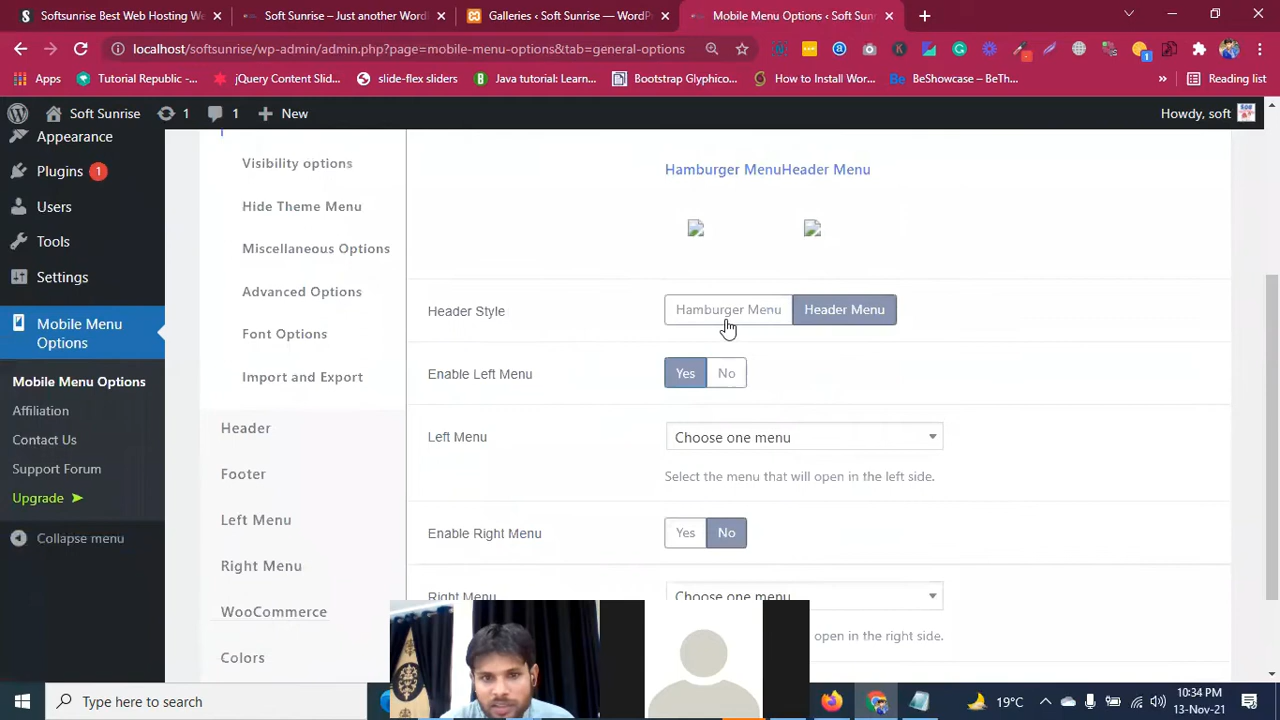 Softsunrise Best Web Hosting We
Softsunrise – Just another WordP
Galleries ‹ Soft Sunrise — WordP
Mobile Menu Options ‹ Soft Sunr
localhost/softsunrise/wp-admin/admin.php?page=mobile-menu-options&tab=general-options
Apps
Tutorial Republic -...
jQuery Content Slid...
slide-flex sliders
Java tutorial: Learn...
Bootstrap Glyphico...
How to Install Wor...
BeShowcase – BeTh...
»
Reading list
Soft Sunrise
1
1
New
Howdy, soft
Appearance
Plugins 1
Users
Tools
Settings
Mobile Menu
Options
Mobile Menu Options
Affiliation
Contact Us
Support Forum
Upgrade ➤
Collapse menu
Visibility options
Hide Theme Menu
Miscellaneous Options
Advanced Options
Font Options
Import and Export
Header
Footer
Left Menu
Right Menu
WooCommerce
Colors
Hamburger MenuHeader Menu
Header Style
Hamburger Menu
Header Menu
Enable Left Menu
Yes
No
Left Menu
Choose one menu
Select the menu that will open in the left side.
Enable Right Menu
Yes
No
Right Menu
Choose one menu
open in the right side.
Type here to search
19°C
10:34 PM
13-Nov-21